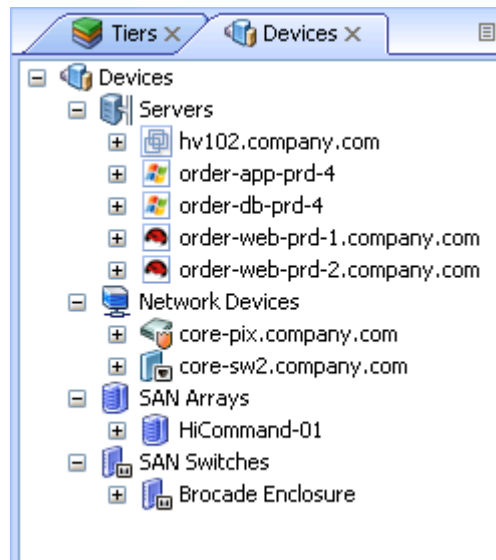 Tiers Devices
Devices
Servers
hv102.company.com
order-app-prd-4
order-db-prd-4
order-web-prd-1.company.com
order-web-prd-2.company.com
Network Devices
core-pix.company.com
core-sw2.company.com
SAN Arrays
HiCommand-01
SAN Switches
Brocade Enclosure